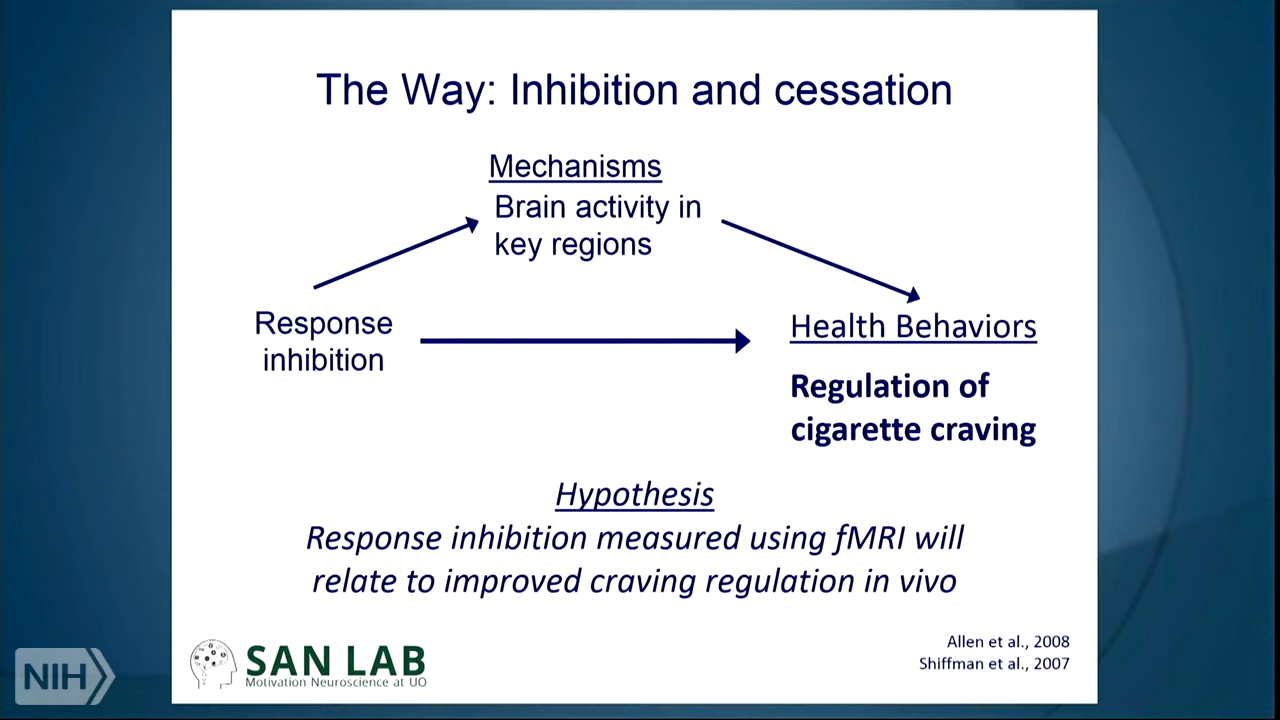 The Way: Inhibition and cessation
Mechanisms
Brain activity in
key regions
Response
inhibition
Health Behaviors
Regulation of
cigarette craving
Hypothesis
Response inhibition measured using fMRI will
relate to improved craving regulation in vivo
Allen et al., 2008
Shiffman et al., 2007
SAN LAB
Motivation Neuroscience at UO
NIH